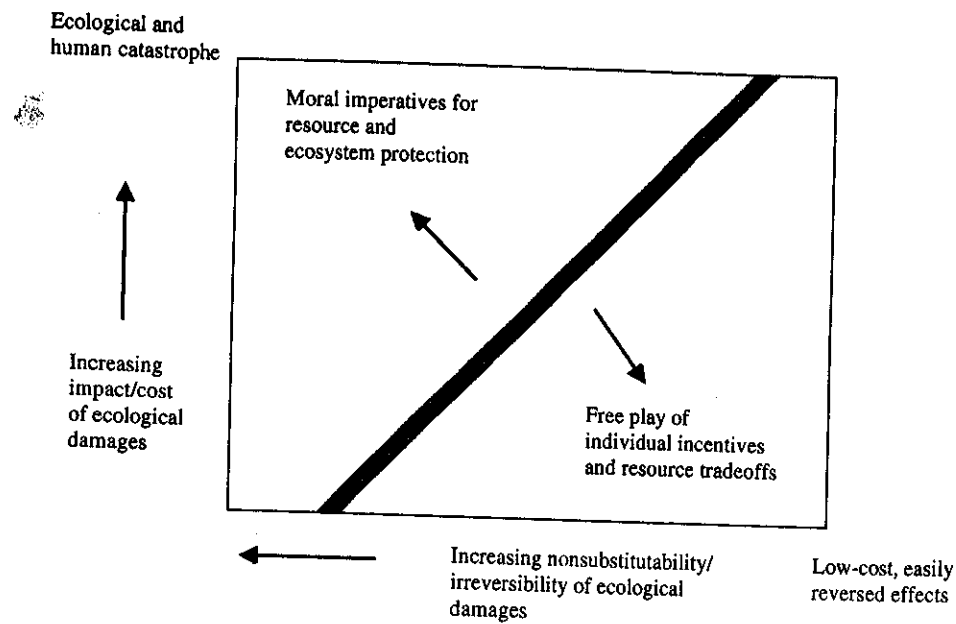 Ecological and
human catastrophe
Moral imperatives for
resource and
ecosystem protection
Increasing
impact/cost
of ecological
damages
Free play of
individual incentives
and resource tradeoffs
Increasing nonsubstitutability/
irreversibility of ecological
damages
Low-cost, easily
reversed effects